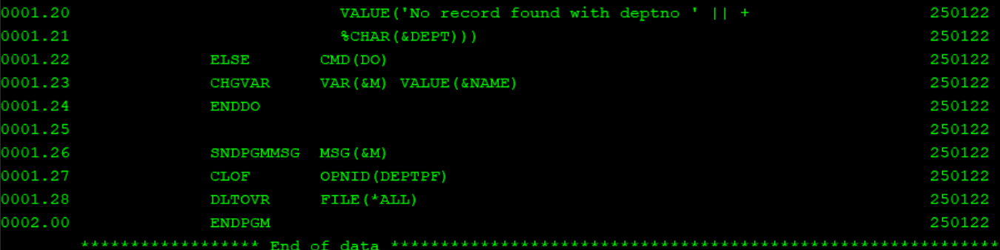 0001.20 VALUE('No record found with deptno ' || + 250122
0001.21 %CHAR(&DEPT))) 250122
0001.22 ELSE CMD(DO) 250122
0001.23 CHGVAR VAR(&M) VALUE(&NAME) 250122
0001.24 ENDDO 250122
0001.25 250122
0001.26 SNDPGMMSG MSG(&M) 250122
0001.27 CLOF OPNID(DEPTPF) 250122
0001.28 DLTOVR FILE(*ALL) 250122
0002.00 ENDPGM 250122
****************** End of data *************************************************************